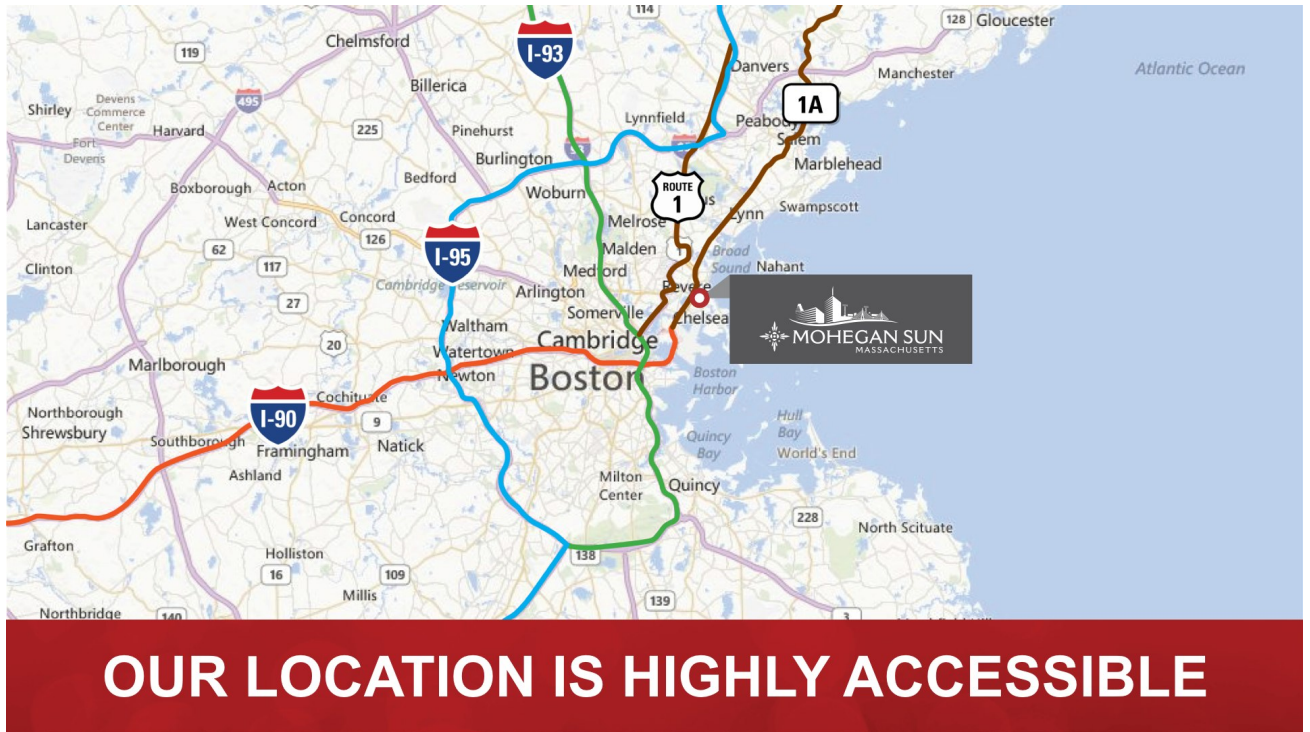 114
128 Gloucester
I-93
Chelmsford
119
Danvers
Manchester
Atlantic Ocean
Billerica
Devens
Commerce
Center
495
1A
Shirley
Harvard
225
Pinehurst
Lynnfield
Peabody
Salem
Fort
Devens
Burlington
Marblehead
Bedford
Boxborough
Acton
Woburn
ROUTE
1
Lancaster
West Concord
Concord
Melrose
Lynn
Swampscott
126
62
I-95
Malden
Broad
Sound
Nahant
Clinton
117
Medford
Cambridge Reservoir
Arlington
Revere
27
Somerville
Chelsea
MOHEGAN SUN
MASSACHUSETTS
Waltham
20
Cambridge
Watertown
Marlborough
Newton
Boston
Boston
Harbor
Cochituate
I-90
Northborough
9
Hull
Bay
Shrewsbury
Southborough
Framingham
Natick
Quincy
Bay
World's End
Ashland
Milton
Center
Quincy
228
North Scituate
Grafton
Holliston
138
16
109
Millis
139
Northbridge
140
3
OUR LOCATION IS HIGHLY ACCESSIBLE